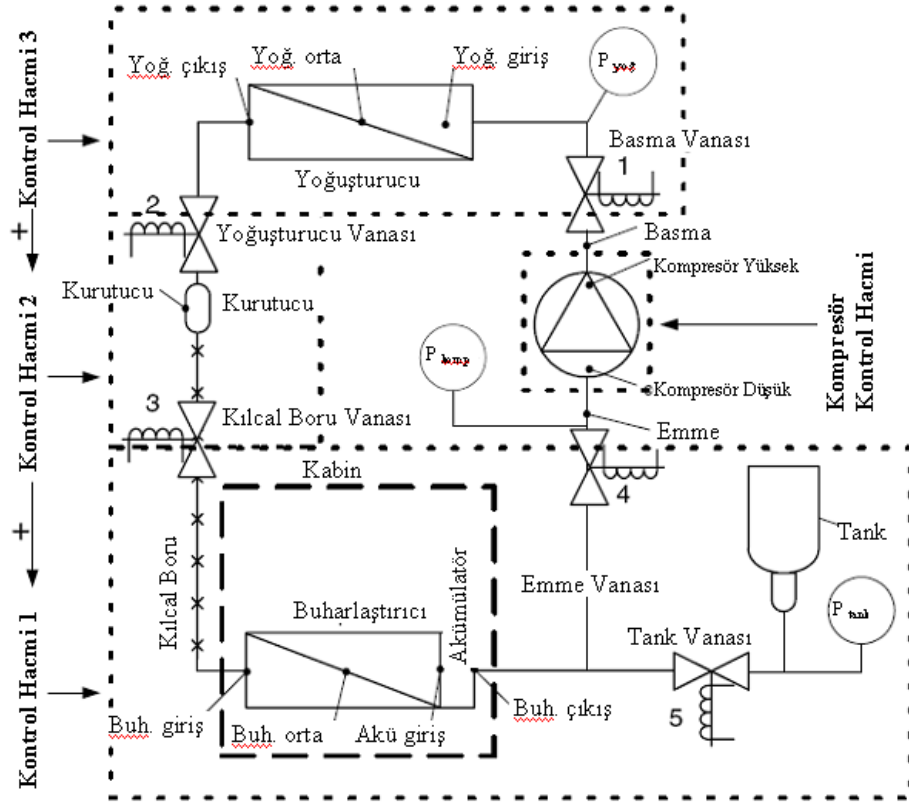 Kontrol Hacmi 3
+
Kontrol Hacmi 2
+
Kontrol Hacmi 1
Yoğ. çıkış
Yoğ. orta
Yoğ. giriş
P yoğ
Yoğuşturucu
Basma Vanası
1
2
Yoğuşturucu Vanası
Basma
Kompresör Yüksek
Kurutucu
Kurutucu
P komp
Kompresör
Kontrol Hacmi
Kompresör Düşük
3
Kılcal Boru Vanası
Emme
Kabin
4
Tank
Kılcal Boru
Buharlaştırıcı
Akümülatör
Emme Vanası
P tank
Tank Vanası
Buh. giriş
Buh. orta
Akü giriş
Buh. çıkış
5